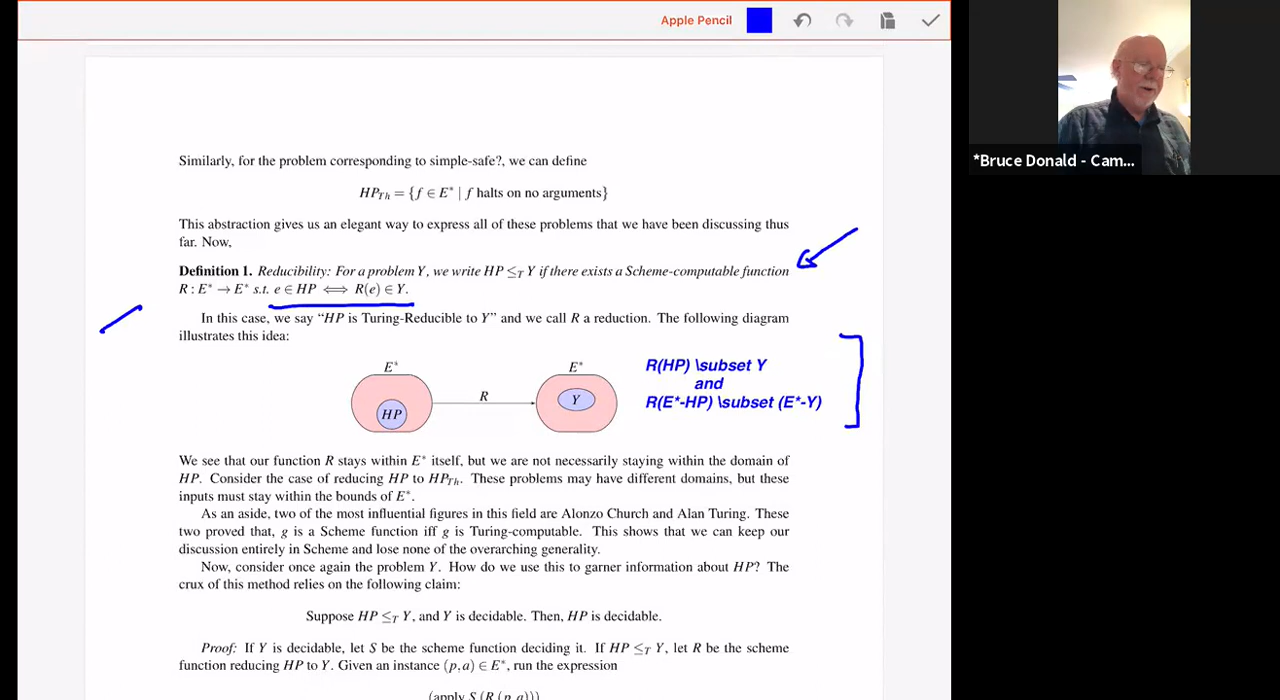 Apple Pencil
*Bruce Donald - Cam...
Similarly, for the problem corresponding to simple-safe?, we can define
HP_Th = {f ∈ E* | f halts on no arguments}
This abstraction gives us an elegant way to express all of these problems that we have been discussing thus
far. Now,
Definition 1. Reducibility: For a problem Y, we write HP ≤_T Y if there exists a Scheme-computable function
R : E* → E* s.t. e ∈ HP ⟺ R(e) ∈ Y.
In this case, we say “HP is Turing-Reducible to Y” and we call R a reduction. The following diagram
illustrates this idea:
E*
E*
R
HP
Y
R(HP) \subset Y
and
R(E*-HP) \subset (E*-Y)
We see that our function R stays within E* itself, but we are not necessarily staying within the domain of
HP. Consider the case of reducing HP to HP_Th. These problems may have different domains, but these
inputs must stay within the bounds of E*.
As an aside, two of the most influential figures in this field are Alonzo Church and Alan Turing. These
two proved that, g is a Scheme function iff g is Turing-computable. This shows that we can keep our
discussion entirely in Scheme and lose none of the overarching generality.
Now, consider once again the problem Y. How do we use this to garner information about HP? The
crux of this method relies on the following claim:
Suppose HP ≤_T Y, and Y is decidable. Then, HP is decidable.
Proof: If Y is decidable, let S be the scheme function deciding it. If HP ≤_T Y, let R be the scheme
function reducing HP to Y. Given an instance (p,a) ∈ E*, run the expression
(apply S (R (p,a)))